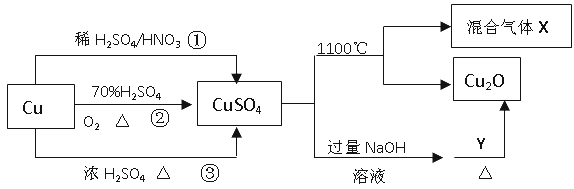 稀 H₂SO₄/HNO₃ ①
混合气体 X
1100℃
Cu
70%H₂SO₄
O₂ △ ②
CuSO₄
Cu₂O
过量 NaOH
溶液
Y
△
浓 H₂SO₄ △ ③